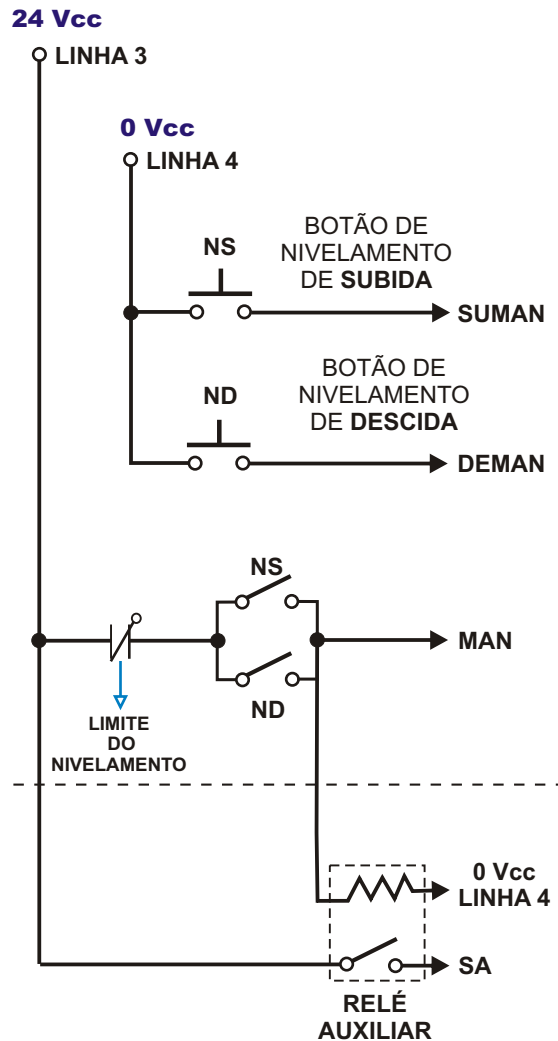 24 Vcc
LINHA 3
0 Vcc
LINHA 4
NS
BOTÃO DE
NIVELAMENTO
DE SUBIDA
SUMAN
ND
BOTÃO DE
NIVELAMENTO
DE DESCIDA
DEMAN
NS
MAN
ND
LIMITE
DO
NIVELAMENTO
0 Vcc
LINHA 4
SA
RELÉ
AUXILIAR